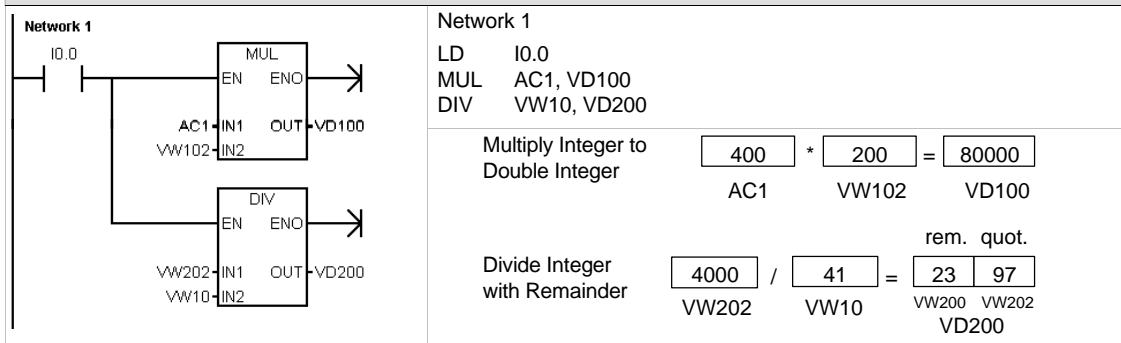 Network 1
I0.0
MUL
EN ENO
AC1 IN1 OUT VD100
VW102 IN2
DIV
EN ENO
VW202 IN1 OUT VD200
VW10 IN2
Network 1
LD I0.0
MUL AC1, VD100
DIV VW10, VD200
Multiply Integer to
Double Integer
400 * 200 = 80000
AC1 VW102 VD100
Divide Integer
with Remainder
rem. quot.
4000 / 41 = 23 97
VW202 VW10 VW200 VW202
VD200